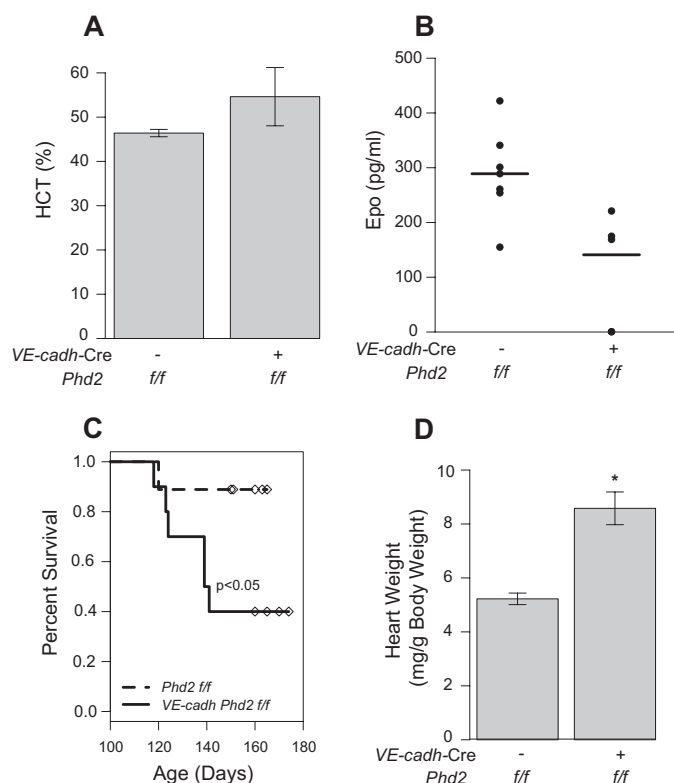 A
60
50
40
30
20
10
0
HCT (%)
VE-cadh-Cre - +
Phd2 f/f f/f
B
500
400
300
200
100
0
Epo (pg/ml)
VE-cadh-Cre - +
Phd2 f/f f/f
C
1.0
0.8
0.6
0.4
0.2
0.0
Percent Survival
p<0.05
Phd2 f/f
VE-cadh Phd2 f/f
100 120 140 160 180
Age (Days)
D
10
8
6
4
2
0
Heart Weight
(mg/g Body Weight)
*
VE-cadh-Cre - +
Phd2 f/f f/f